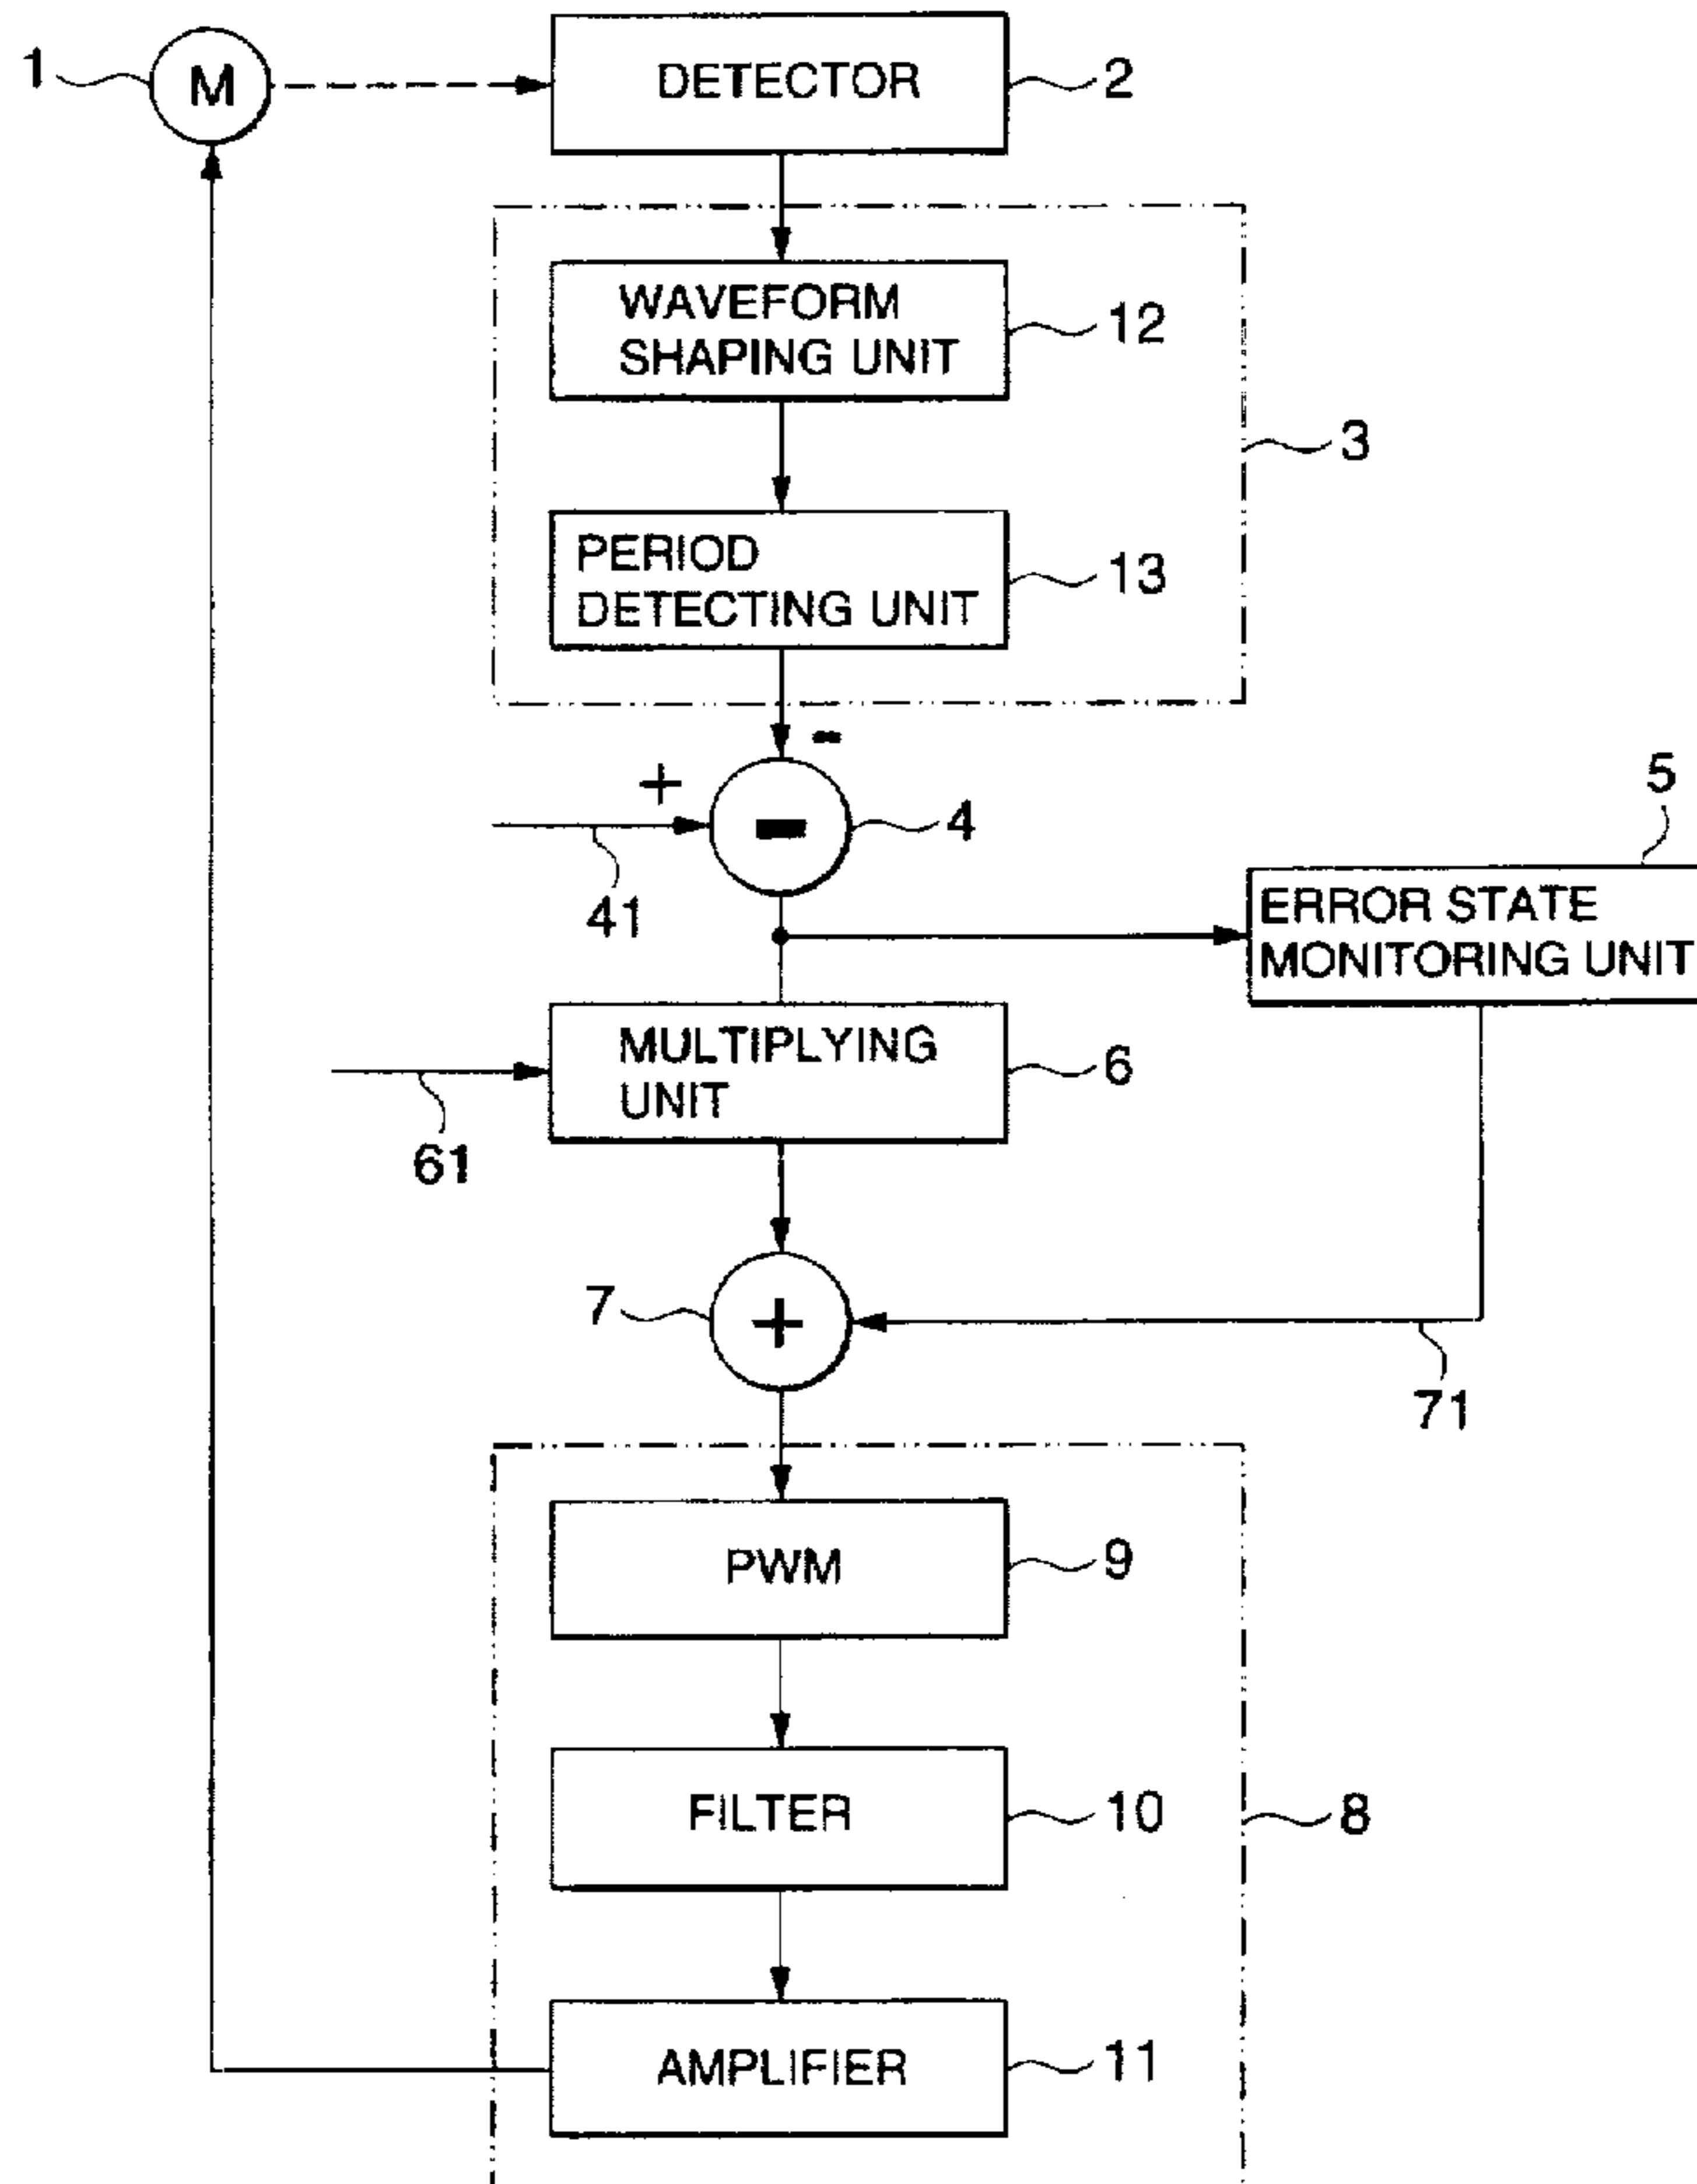 1
M
DETECTOR
2
WAVEFORM
SHAPING UNIT
12
3
PERIOD
DETECTING UNIT
13
-
+
-
4
41
5
ERROR STATE
MONITORING UNIT
MULTIPLYING
UNIT
6
61
7
+
71
PWM
9
FILTER
10
8
AMPLIFIER
11